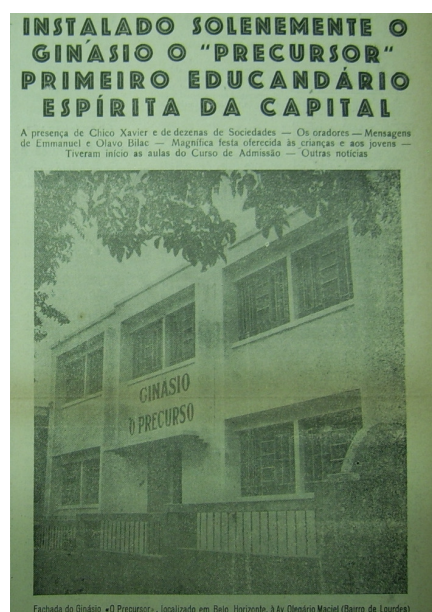 INSTALADO SOLENEMENTE O
GINÁSIO O "PRECURSOR"
PRIMEIRO EDUCANDÁRIO
ESPÍRITA DA CAPITAL
A presença de Chico Xavier e de dezenas de Sociedades — Os oradores — Mensagens
de Emmanuel e Olavo Bilac — Magnífica festa oferecida às crianças e aos jovens —
Tiveram início as aulas do Curso de Admissão — Outras notícias
GINASIO
O PRECURSO
Fachada do Ginásio «O Precursor», localizado em Belo Horizonte, à Av. Olegário Maciel (Bairro de Lourdes)